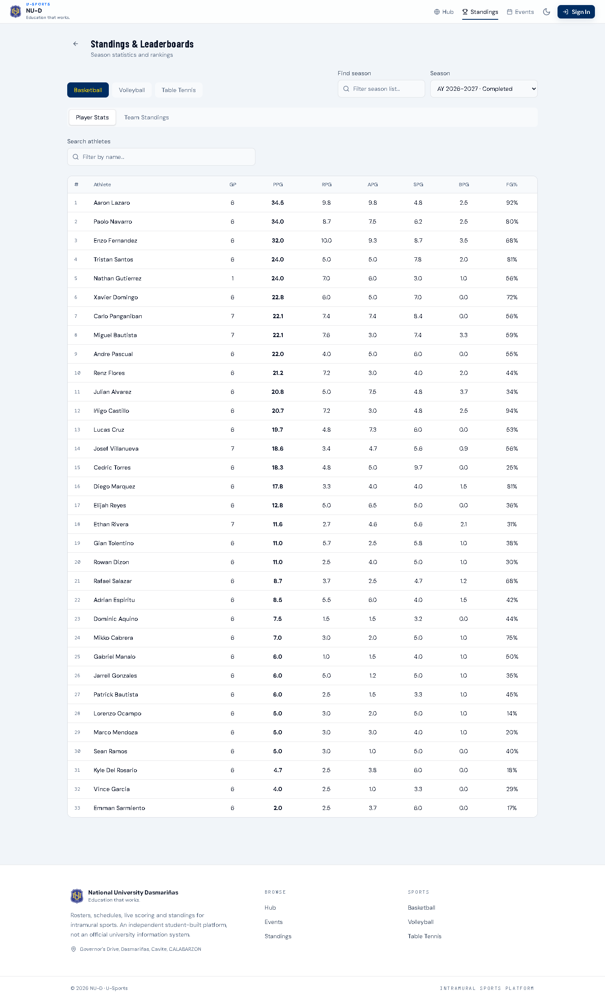 U-SPORTS
NU-D
Education that works.
Hub
Standings
Events
Sign In
Standings & Leaderboards
Season statistics and rankings
Find season
Season
Basketball
Volleyball
Table Tennis
Filter season list...
AY 2026-2027 · Completed
Player Stats
Team Standings
Search athletes
Filter by name...
# Athlete GP PPG RPG APG SPG BPG FG%
1 Aaron Lazaro 6 34.5 9.8 9.8 4.8 2.5 92%
2 Paolo Navarro 6 34.0 8.7 7.5 6.2 2.5 80%
3 Enzo Fernandez 6 32.0 10.0 9.3 8.7 3.5 68%
4 Tristan Santos 6 24.0 5.0 5.0 7.8 2.0 81%
5 Nathan Gutierrez 1 24.0 7.0 6.0 3.0 1.0 56%
6 Xavier Domingo 6 22.8 6.0 5.0 7.0 0.0 72%
7 Carlo Panganiban 7 22.1 7.4 7.4 8.4 0.0 56%
8 Miguel Bautista 7 22.1 7.6 3.0 7.4 3.3 59%
9 Andre Pascual 6 22.0 4.0 5.0 6.0 0.0 55%
10 Renz Flores 6 21.2 7.2 3.0 4.0 2.0 44%
11 Julian Alvarez 6 20.8 5.0 7.5 4.8 3.7 34%
12 Iñigo Castillo 6 20.7 7.2 3.0 4.8 2.5 94%
13 Lucas Cruz 6 19.7 4.8 7.3 6.0 0.0 53%
14 Josef Villanueva 7 18.6 3.4 4.7 5.6 0.9 56%
15 Cedric Torres 6 18.3 4.8 5.0 9.7 0.0 25%
16 Diego Marquez 6 17.8 3.3 4.0 4.0 1.5 81%
17 Elijah Reyes 6 12.8 5.0 6.5 5.0 0.0 36%
18 Ethan Rivera 7 11.6 2.7 4.6 5.6 2.1 31%
19 Gian Tolentino 6 11.0 5.7 2.5 5.8 1.0 38%
20 Rowan Dizon 6 11.0 2.5 4.0 5.0 1.0 30%
21 Rafael Salazar 6 8.7 3.7 2.5 4.7 1.2 68%
22 Adrian Espiritu 6 8.5 5.5 6.0 4.0 1.5 42%
23 Dominic Aquino 6 7.5 1.5 1.5 3.2 0.0 44%
24 Mikko Cabrera 6 7.0 3.0 2.0 5.0 1.0 75%
25 Gabriel Manalo 6 6.0 1.0 1.5 4.0 1.0 50%
26 Jarrell Gonzales 6 6.0 5.0 1.2 5.0 1.0 35%
27 Patrick Bautista 6 6.0 2.5 1.5 3.3 1.0 45%
28 Lorenzo Ocampo 6 5.0 3.0 2.0 5.0 1.0 14%
29 Marco Mendoza 6 5.0 3.0 3.0 4.0 1.0 20%
30 Sean Ramos 6 5.0 3.0 1.0 5.0 0.0 40%
31 Kyle Del Rosario 6 4.7 2.5 3.8 6.0 0.0 18%
32 Vince Garcia 6 4.0 2.5 1.0 3.3 0.0 29%
33 Emman Sarmiento 6 2.0 2.5 3.7 6.0 0.0 17%
National University Dasmariñas
Education that works.
Rosters, schedules, live scoring and standings for
intramural sports. An independent student-built platform,
not an official university information system.
Governor's Drive, Dasmariñas, Cavite, CALABARZON
BROWSE
Hub
Events
Standings
SPORTS
Basketball
Volleyball
Table Tennis
© 2026 NU-D · U-Sports
INTRAMURAL SPORTS PLATFORM